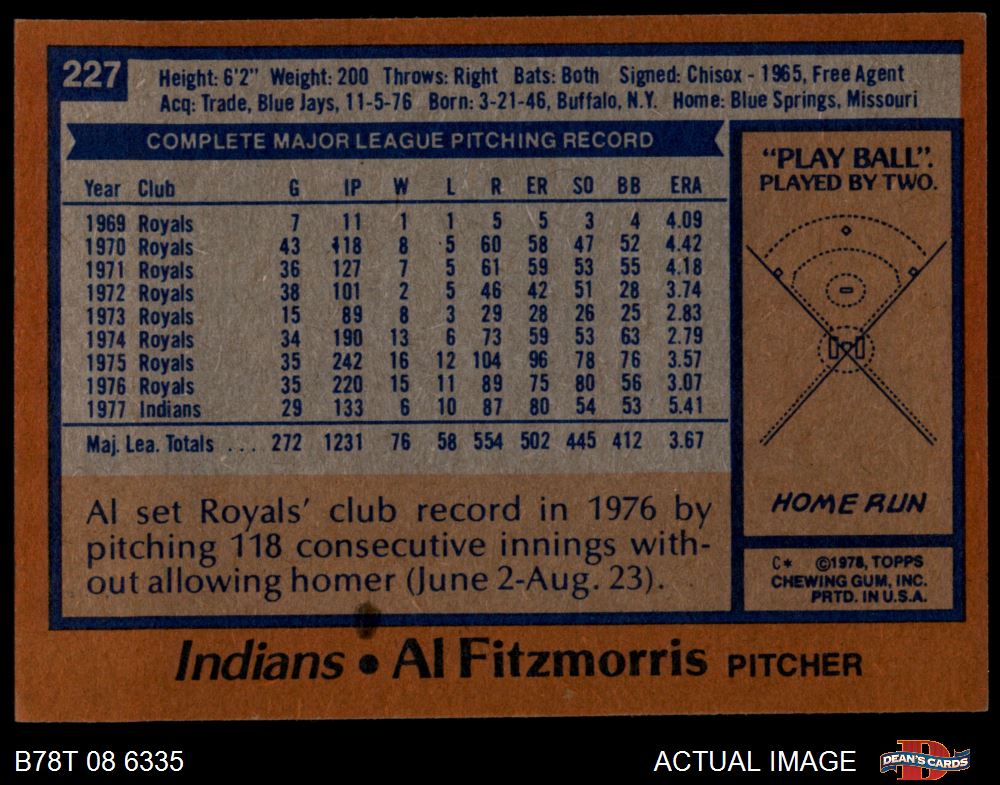 227
Height: 6'2" Weight: 200 Throws: Right Bats: Both Signed: Chisox - 1965, Free Agent
Acq: Trade, Blue Jays, 11-5-76 Born: 3-21-46, Buffalo, N.Y. Home: Blue Springs, Missouri
COMPLETE MAJOR LEAGUE PITCHING RECORD
Year Club G IP W L R ER SO BB ERA
1969 Royals 7 11 1 1 5 5 3 4 4.09
1970 Royals 43 118 8 5 60 58 47 52 4.42
1971 Royals 36 127 7 5 61 59 53 55 4.18
1972 Royals 38 101 2 5 46 42 51 28 3.74
1973 Royals 15 89 8 3 29 28 26 25 2.83
1974 Royals 34 190 13 6 73 59 53 63 2.79
1975 Royals 35 242 16 12 104 96 78 76 3.57
1976 Royals 35 220 15 11 89 75 80 56 3.07
1977 Indians 29 133 6 10 87 80 54 53 5.41
Maj. Lea. Totals ... 272 1231 76 58 554 502 445 412 3.67
Al set Royals' club record in 1976 by
pitching 118 consecutive innings with-
out allowing homer (June 2-Aug. 23).
"PLAY BALL".
PLAYED BY TWO.
HOME RUN
C* ©1978, TOPPS
CHEWING GUM, INC.
PRTD. IN U.S.A.
Indians • Al Fitzmorris PITCHER
B78T 08 6335
ACTUAL IMAGE
DEAN'S CARDS